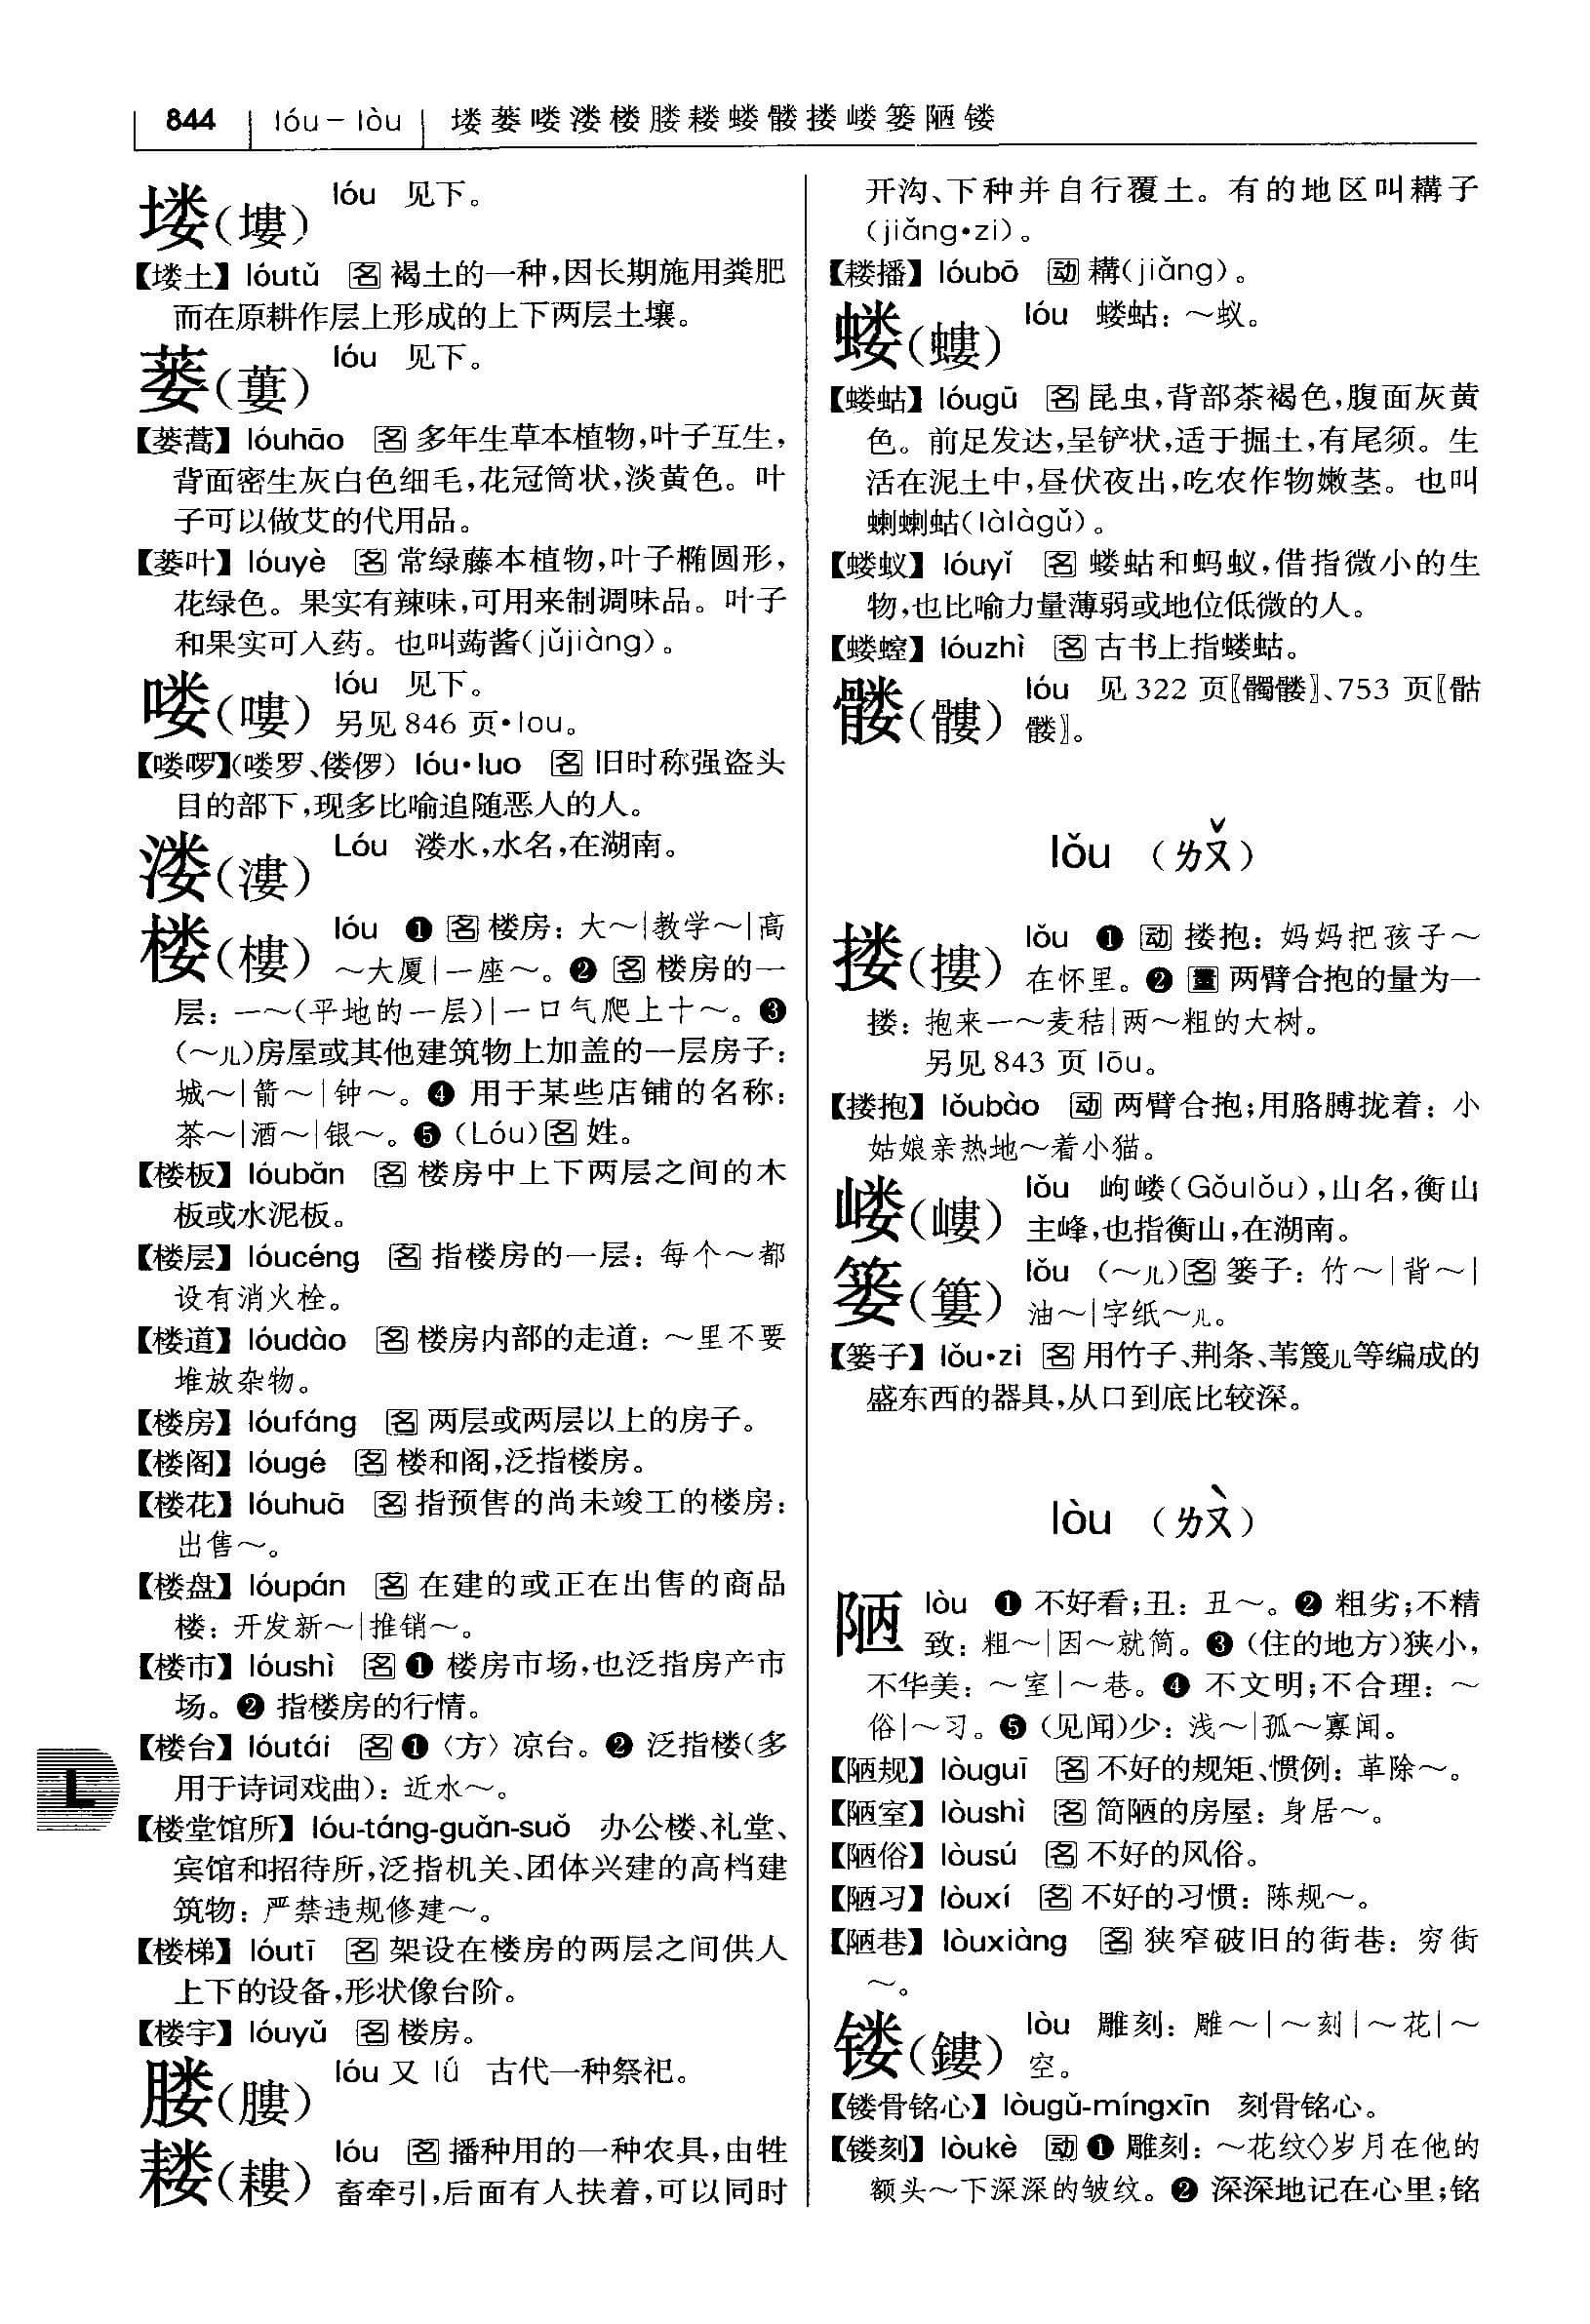 844 lóu－lòu 塿蒌喽溇楼膢耧蝼髅搂嵝篓陋镂
塿(塿) lóu 见下。
【塿土】lóutǔ 名 褐土的一种,因长期施用粪肥
而在原耕作层上形成的上下两层土壤。
蒌(蔞) lóu 见下。
【蒌蒿】lóuhāo 名 多年生草本植物,叶子互生,
背面密生灰白色细毛,花冠筒状,淡黄色。叶
子可以做艾的代用品。
【蒌叶】lóuyè 名 常绿藤本植物,叶子椭圆形,
花绿色。果实有辣味,可用来制调味品。叶子
和果实可入药。也叫蒟酱(jǔjiàng)。
喽(嘍) lóu 见下。
另见 846 页•lou。
【喽啰】(喽罗、偻㑩) lóu•luo 名 旧时称强盗头
目的部下,现多比喻追随恶人的人。
溇(漊) Lóu 溇水,水名,在湖南。
楼(樓) lóu ❶ 名 楼房：大～|教学～|高
～大厦|一座～。❷ 名 楼房的一
层：一～(平地的一层)|一口气爬上十～。❸
(～儿)房屋或其他建筑物上加盖的一层房子：
城～|箭～|钟～。❹ 用于某些店铺的名称：
茶～|酒～|银～。❺ (Lóu)名 姓。
【楼板】lóubǎn 名 楼房中上下两层之间的木
板或水泥板。
【楼层】lóucéng 名 指楼房的一层：每个～都
设有消火栓。
【楼道】lóudào 名 楼房内部的走道：～里不要
堆放杂物。
【楼房】lóufáng 名 两层或两层以上的房子。
【楼阁】lóugé 名 楼和阁,泛指楼房。
【楼花】lóuhuā 名 指预售的尚未竣工的楼房：
出售～。
【楼盘】lóupán 名 在建的或正在出售的商品
楼：开发新～|推销～。
【楼市】lóushì 名 ❶ 楼房市场,也泛指房产市
场。❷ 指楼房的行情。
【楼台】lóutái 名 ❶〈方〉凉台。❷ 泛指楼(多
用于诗词戏曲)：近水～。
【楼堂馆所】lóu-táng-guǎn-suǒ 办公楼、礼堂、
宾馆和招待所,泛指机关、团体兴建的高档建
筑物：严禁违规修建～。
【楼梯】lóutī 名 架设在楼房的两层之间供人
上下的设备,形状像台阶。
【楼宇】lóuyǔ 名 楼房。
膢(膢) lóu 又 lǘ 古代一种祭祀。
耧(耬) lóu 名 播种用的一种农具,由牲
畜牵引,后面有人扶着,可以同时
开沟、下种并自行覆土。有的地区叫耩子
(jiǎng•zi)。
【耧播】lóubō 动 耩(jiǎng)。
蝼(螻) lóu 蝼蛄：～蚁。
【蝼蛄】lóugū 名 昆虫,背部茶褐色,腹面灰黄
色。前足发达,呈铲状,适于掘土,有尾须。生
活在泥土中,昼伏夜出,吃农作物嫩茎。也叫
蝲蝲蛄(làlàgǔ)。
【蝼蚁】lóuyǐ 名 蝼蛄和蚂蚁,借指微小的生
物,也比喻力量薄弱或地位低微的人。
【蝼蛭】lóuzhì 名 古书上指蝼蛄。
髅(髏) lóu 见 322 页〖髑髅〗、753 页〖骷
髅〗。
lǒu （ㄌㄡˇ）
搂(摟) lǒu ❶ 动 搂抱：妈妈把孩子～
在怀里。❷ 量 两臂合抱的量为一
搂：抱来一～麦秸|两～粗的大树。
另见 843 页 lōu。
【搂抱】lǒubào 动 两臂合抱;用胳膊拢着：小
姑娘亲热地～着小猫。
嵝(嶁) lǒu 岣嵝(Gǒulǒu),山名,衡山
主峰,也指衡山,在湖南。
篓(簍) lǒu (～儿)名 篓子：竹～|背～|
油～|字纸～儿。
【篓子】lǒu•zi 名 用竹子、荆条、苇篾儿等编成的
盛东西的器具,从口到底比较深。
lòu （ㄌㄡˋ）
陋 lòu ❶ 不好看;丑：丑～。❷ 粗劣;不精
致：粗～|因～就简。❸ (住的地方)狭小,
不华美：～室|～巷。❹ 不文明;不合理：～
俗|～习。❺ (见闻)少：浅～|孤～寡闻。
【陋规】lòuguī 名 不好的规矩、惯例：革除～。
【陋室】lòushì 名 简陋的房屋：身居～。
【陋俗】lòusú 名 不好的风俗。
【陋习】lòuxí 名 不好的习惯：陈规～。
【陋巷】lòuxiàng 名 狭窄破旧的街巷：穷街
～。
镂(鏤) lòu 雕刻：雕～|～刻|～花|～
空。
【镂骨铭心】lòugǔ-míngxīn 刻骨铭心。
【镂刻】lòukè 动 ❶ 雕刻：～花纹◇岁月在他的
额头～下深深的皱纹。❷ 深深地记在心里;铭
L